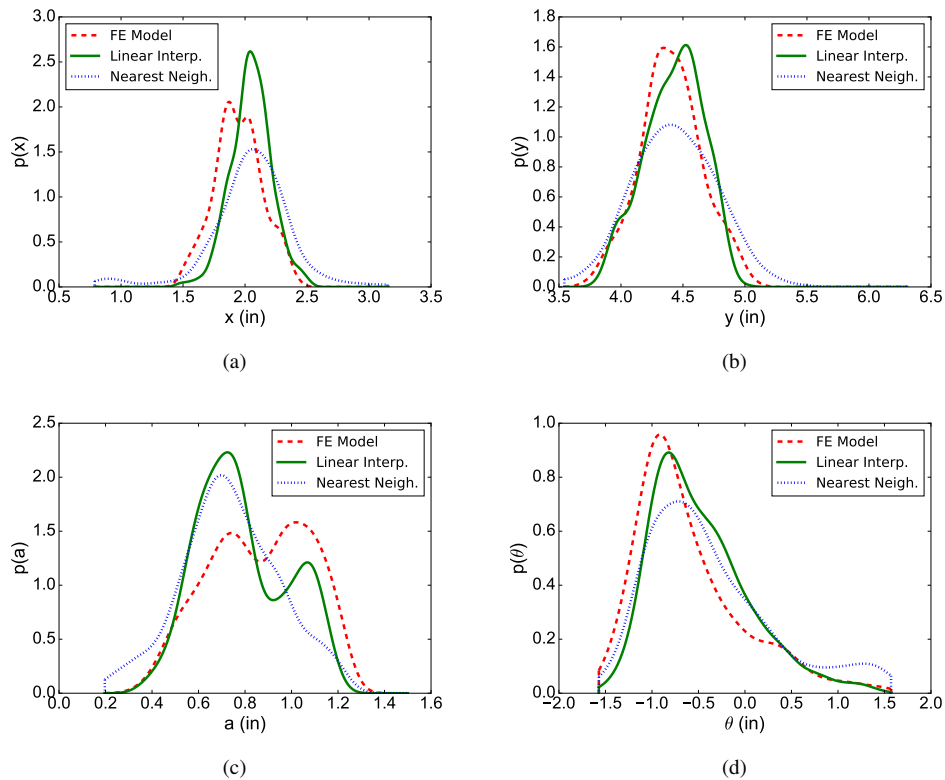 3.0
2.5
2.0
1.5
1.0
0.5
0.0
p(x)
FE Model
Linear Interp.
Nearest Neigh.
0.5 1.0 1.5 2.0 2.5 3.0 3.5
x (in)
(a)
1.8
1.6
1.4
1.2
1.0
0.8
0.6
0.4
0.2
0.0
p(y)
FE Model
Linear Interp.
Nearest Neigh.
4.0 4.5 5.0 5.5 6.0 6.5
y (in)
(b)
2.5
2.0
1.5
1.0
0.5
0.0
p(a)
FE Model
Linear Interp.
Nearest Neigh.
0.0 0.2 0.4 0.6 0.8 1.0 1.2 1.4 1.6
a (in)
(c)
1.0
0.8
0.6
0.4
0.2
0.0
p(θ)
FE Model
Linear Interp.
Nearest Neigh.
−2.0 −1.5 −1.0 −0.5 0.0 0.5 1.0 1.5 2.0
θ (in)
(d)